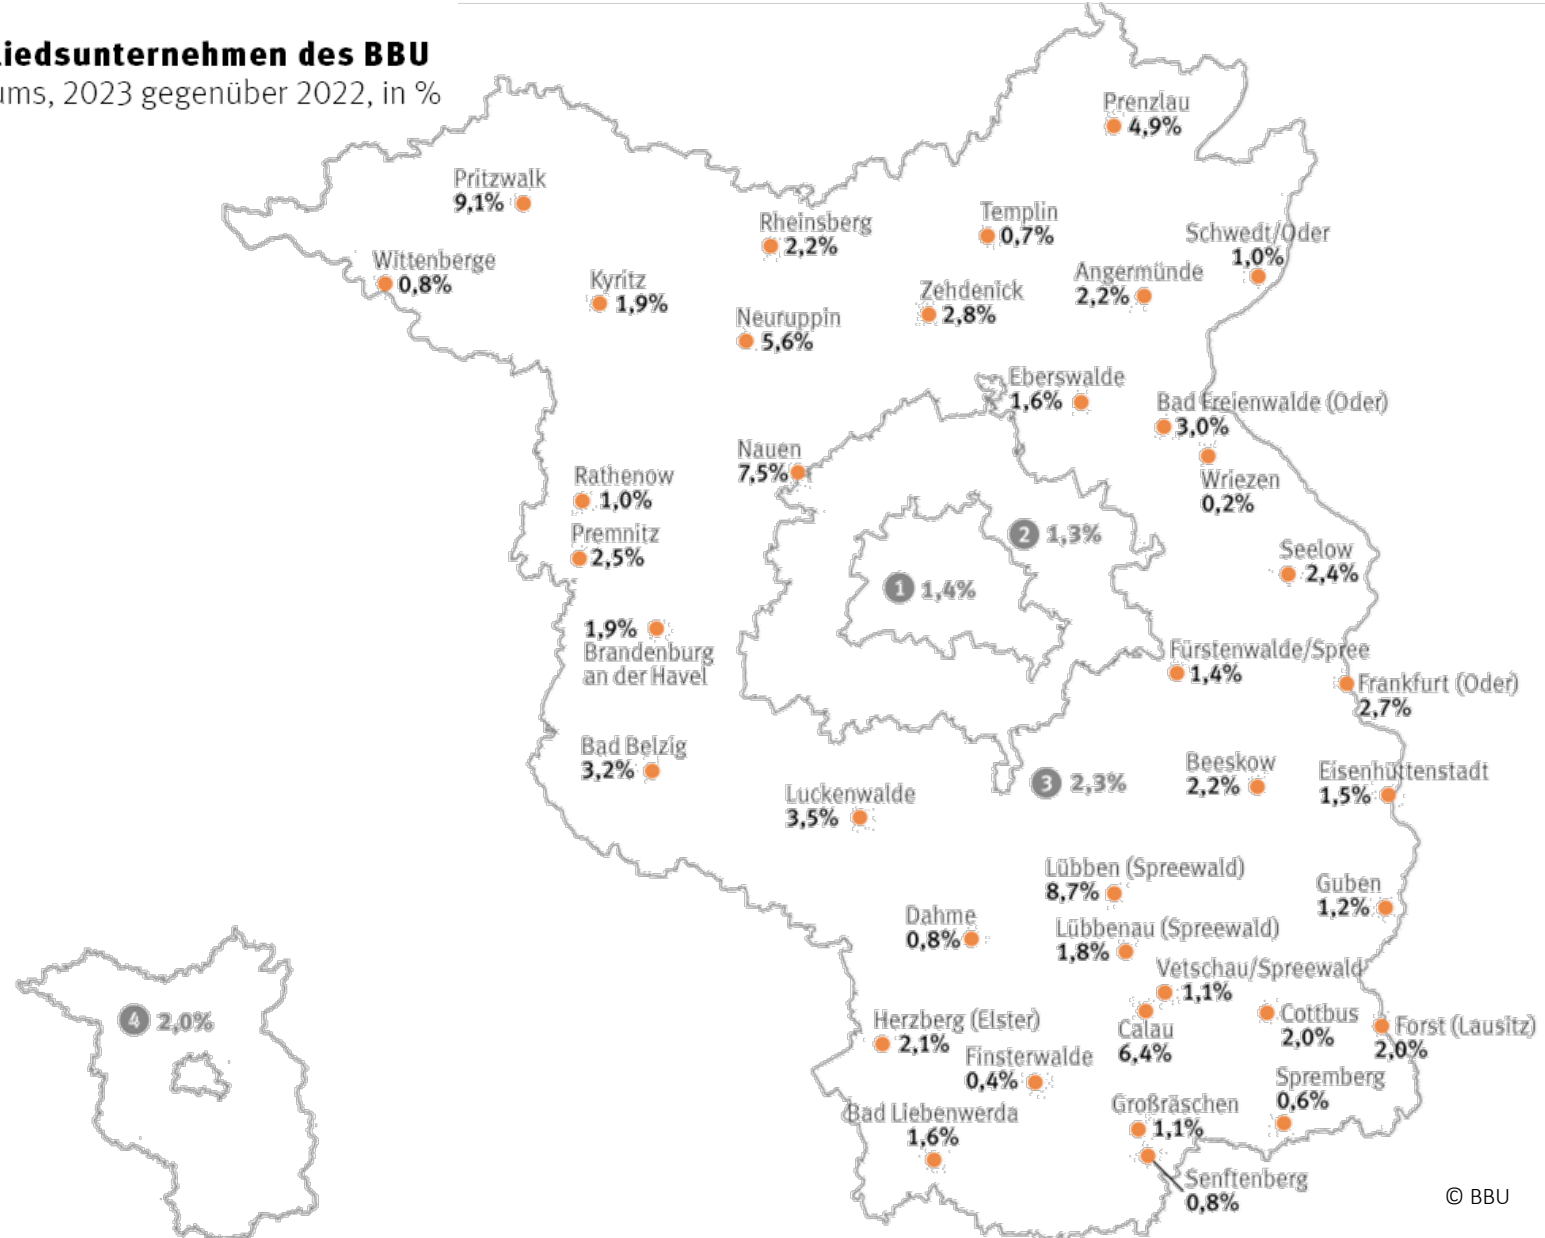 liedsunternehmen des BBU
ums, 2023 gegenüber 2022, in %
Prenzlau
4,9%
Pritzwalk
9,1%
Rheinsberg
2,2%
Templin
0,7%
Schwedt/Oder
1,0%
Wittenberge
0,8%
Kyritz
1,9%
Angermünde
2,2%
Zehdenick
2,8%
Neuruppin
5,6%
Eberswalde
1,6%
Bad Freienwalde (Oder)
3,0%
Nauen
7,5%
Rathenow
1,0%
Wriezen
0,2%
Premnitz
2,5%
2 1,3%
Seelow
2,4%
1 1,4%
1,9%
Brandenburg
an der Havel
Fürstenwalde/Spree
1,4%
Frankfurt (Oder)
2,7%
Bad Belzig
3,2%
Luckenwalde
3,5%
3 2,3%
Beeskow
2,2%
Eisenhüttenstadt
1,5%
Lübben (Spreewald)
8,7%
Guben
1,2%
Dahme
0,8%
Lübbenau (Spreewald)
1,8%
Vetschau/Spreewald
1,1%
4 2,0%
Herzberg (Elster)
2,1%
Calau
6,4%
Cottbus
2,0%
Forst (Lausitz)
2,0%
Finsterwalde
0,4%
Spremberg
0,6%
Bad Liebenwerda
1,6%
Großräschen
1,1%
Senftenberg
0,8%
© BBU